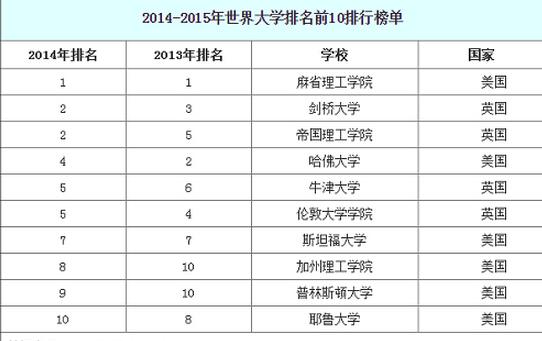 2014-2015年世界大学排名前10排行榜单
2014年排名 2013年排名 学校 国家
1 1 麻省理工学院 美国
2 3 剑桥大学 英国
2 5 帝国理工学院 英国
4 2 哈佛大学 美国
5 6 牛津大学 英国
5 4 伦敦大学学院 英国
7 7 斯坦福大学 美国
8 10 加州理工学院 美国
9 10 普林斯顿大学 美国
10 8 耶鲁大学 美国